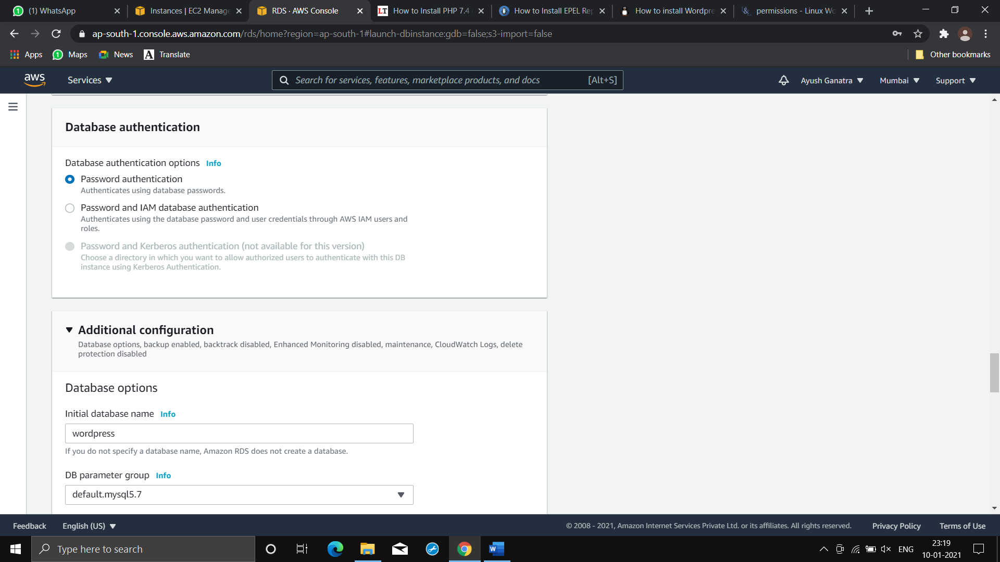 (1) WhatsApp
Instances | EC2 Manage
RDS · AWS Console
LT How to Install PHP 7.4
How to Install EPEL Rep
How to install Wordpre
permissions - Linux Wo
ap-south-1.console.aws.amazon.com/rds/home?region=ap-south-1#launch-dbinstance:gdb=false;s3-import=false
Apps
Maps
News
A Translate
Other bookmarks
aws
Services
Search for services, features, marketplace products, and docs
[Alt+S]
Ayush Ganatra
Mumbai
Support
Database authentication
Database authentication options Info
Password authentication
Authenticates using database passwords.
Password and IAM database authentication
Authenticates using the database password and user credentials through AWS IAM users and
roles.
Password and Kerberos authentication (not available for this version)
Choose a directory in which you want to allow authorized users to authenticate with this DB
instance using Kerberos Authentication.
Additional configuration
Database options, backup enabled, backtrack disabled, Enhanced Monitoring disabled, maintenance, CloudWatch Logs, delete
protection disabled
Database options
Initial database name Info
wordpress
If you do not specify a database name, Amazon RDS does not create a database.
DB parameter group Info
default.mysql5.7
Feedback
English (US)
© 2008 - 2021, Amazon Internet Services Private Ltd. or its affiliates. All rights reserved.
Privacy Policy
Terms of Use
Type here to search
ENG
23:19
10-01-2021